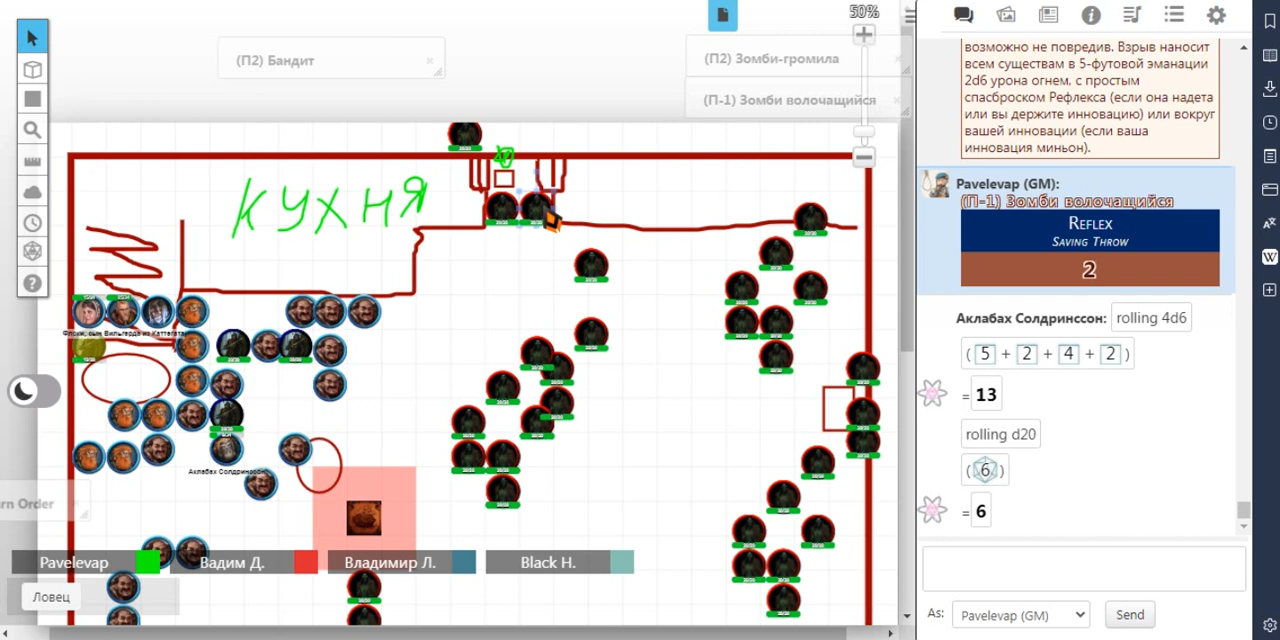 50%
(П2) Бандит
(П2) Зомби-громила
(П-1) Зомби волочащийся
КУХНЯ
Аклабах Солдринссон
rn Order
Pavelevap
Вадим Д.
Владимир Л.
Black H.
Ловец
возможно не повредив. Взрыв наносит
всем существам в 5-футовой эманации
2d6 урона огнем, с простым
спасброском Рефлекса (если она надета
или вы держите инновацию) или вокруг
вашей инновации (если ваша
инновация миньон).
Pavelevap (GM):
(П-1) Зомби волочащийся
Reflex
Saving Throw
2
Аклабах Солдринссон: rolling 4d6
(5 + 2 + 4 + 2)
= 13
rolling d20
(6)
= 6
As: Pavelevap (GM) Send